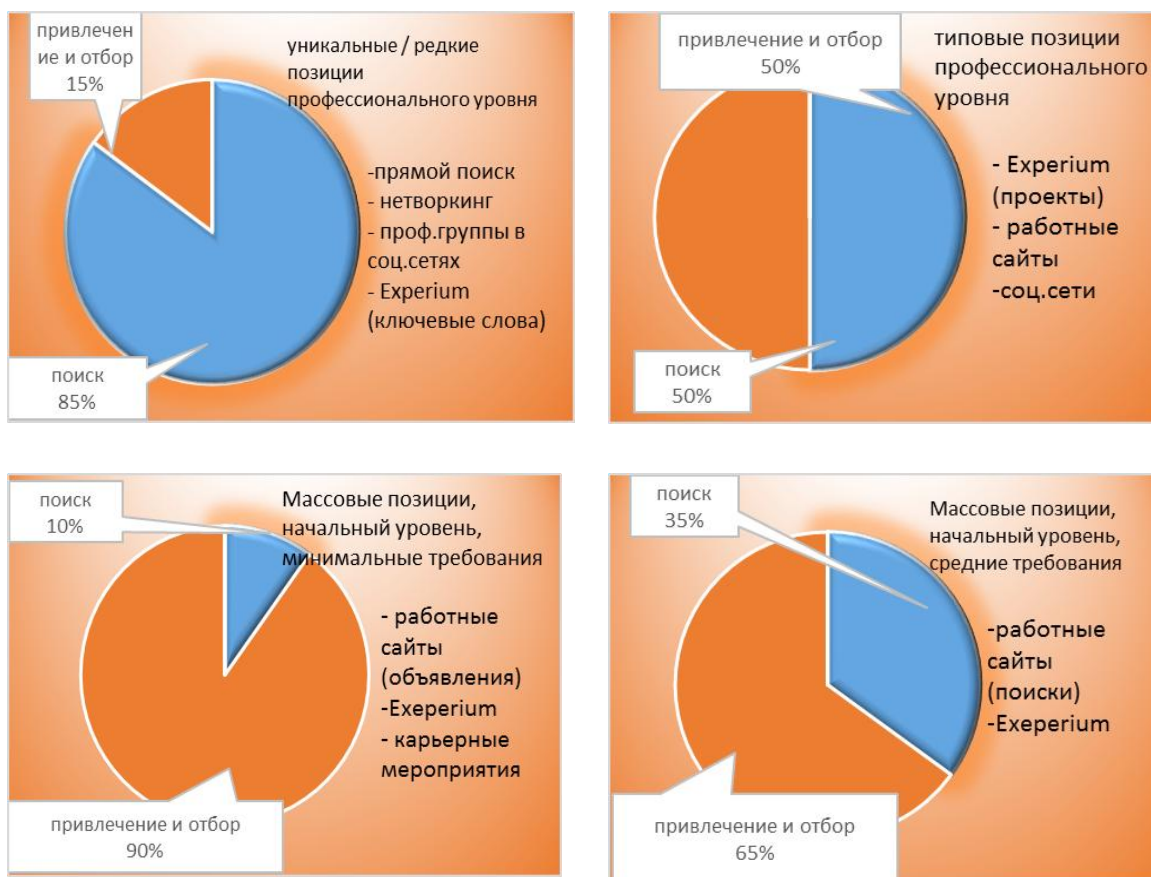 привлечен
ие и отбор
15%
уникальные / редкие
позиции
профессионального уровня
-прямой поиск
- нетворкинг
- проф.группы в
соц.сетях
- Experium
(ключевые слова)
поиск
85%
привлечение и отбор
50%
типовые позиции
профессионального
уровня
- Experium
(проекты)
- работные
сайты
-соц.сети
поиск
50%
поиск
10%
Массовые позиции,
начальный уровень,
минимальные требования
- работные
сайты
(объявления)
-Exeperium
- карьерные
мероприятия
привлечение и отбор
90%
поиск
35%
Массовые позиции,
начальный уровень,
средние требования
-работные
сайты
(поиски)
-Exeperium
привлечение и отбор
65%